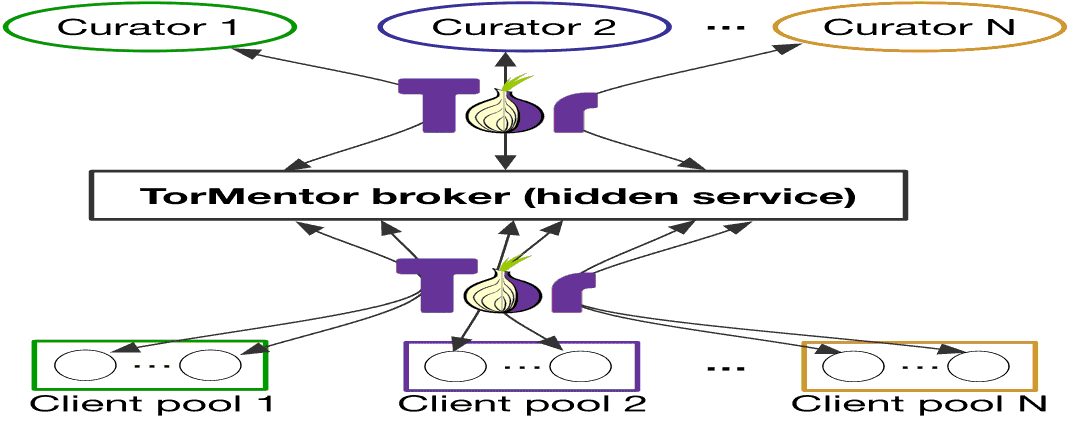 Curator 1 Curator 2 ... Curator N
Tor
TorMentor broker (hidden service)
Tor
... ... ... ...
Client pool 1 Client pool 2 Client pool N